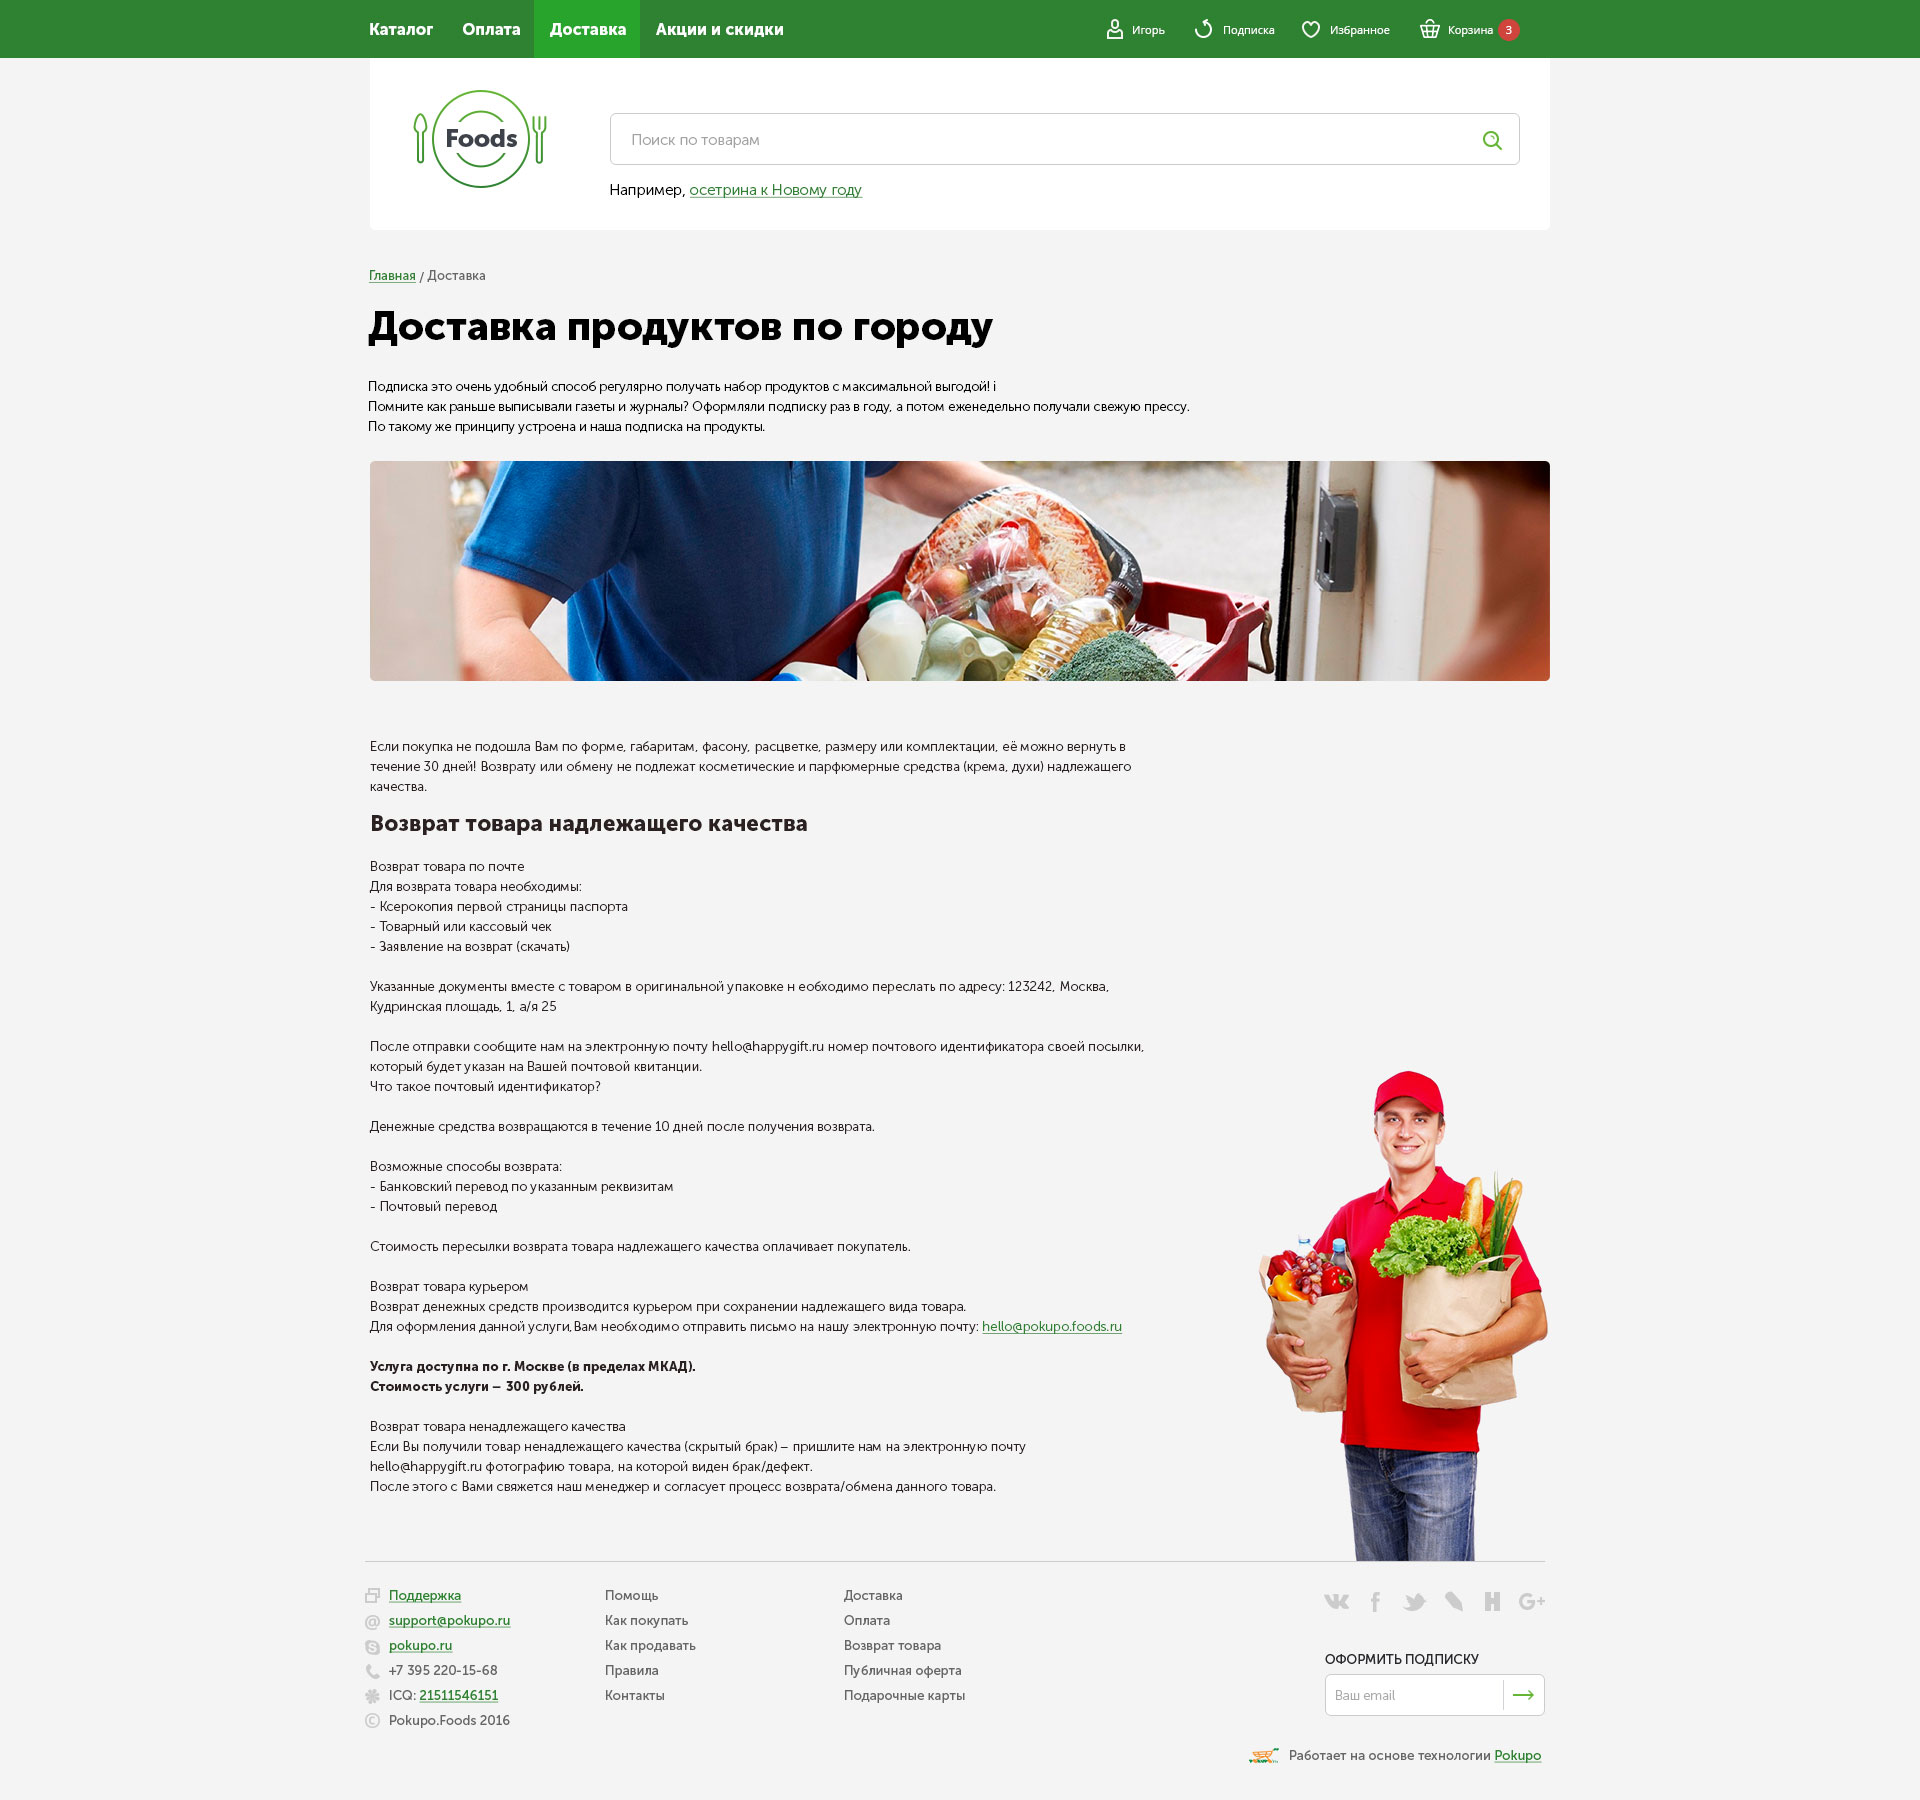 Каталог Оплата Доставка Акции и скидки Игорь Подписка Избранное Корзина 3
Foods
Поиск по товарам
Например, осетрина к Новому году
Главная / Доставка
Доставка продуктов по городу
Подписка это очень удобный способ регулярно получать набор продуктов с максимальной выгодой! i
Помните как раньше выписывали газеты и журналы? Оформляли подписку раз в году, а потом еженедельно получали свежую прессу.
По такому же принципу устроена и наша подписка на продукты.
Если покупка не подошла Вам по форме, габаритам, фасону, расцветке, размеру или комплектации, её можно вернуть в
течение 30 дней! Возврату или обмену не подлежат косметические и парфюмерные средства (крема, духи) надлежащего
качества.
Возврат товара надлежащего качества
Возврат товара по почте
Для возврата товара необходимы:
- Ксерокопия первой страницы паспорта
- Товарный или кассовый чек
- Заявление на возврат (скачать)
Указанные документы вместе с товаром в оригинальной упаковке н еобходимо переслать по адресу: 123242, Москва,
Кудринская площадь, 1, а/я 25
После отправки сообщите нам на электронную почту hello@happygift.ru номер почтового идентификатора своей посылки,
который будет указан на Вашей почтовой квитанции.
Что такое почтовый идентификатор?
Денежные средства возвращаются в течение 10 дней после получения возврата.
Возможные способы возврата:
- Банковский перевод по указанным реквизитам
- Почтовый перевод
Стоимость пересылки возврата товара надлежащего качества оплачивает покупатель.
Возврат товара курьером
Возврат денежных средств производится курьером при сохранении надлежащего вида товара.
Для оформления данной услуги,Вам необходимо отправить письмо на нашу электронную почту: hello@pokupo.foods.ru
Услуга доступна по г. Москве (в пределах МКАД).
Стоимость услуги – 300 рублей.
Возврат товара ненадлежащего качества
Если Вы получили товар ненадлежащего качества (скрытый брак) – пришлите нам на электронную почту
hello@happygift.ru фотографию товара, на которой виден брак/дефект.
После этого с Вами свяжется наш менеджер и согласует процесс возврата/обмена данного товара.
Поддержка
support@pokupo.ru
pokupo.ru
+7 395 220-15-68
ICQ: 21511546151
Pokupo.Foods 2016
Помощь
Как покупать
Как продавать
Правила
Контакты
Доставка
Оплата
Возврат товара
Публичная оферта
Подарочные карты
ОФОРМИТЬ ПОДПИСКУ
Ваш email
Работает на основе технологии Pokupo